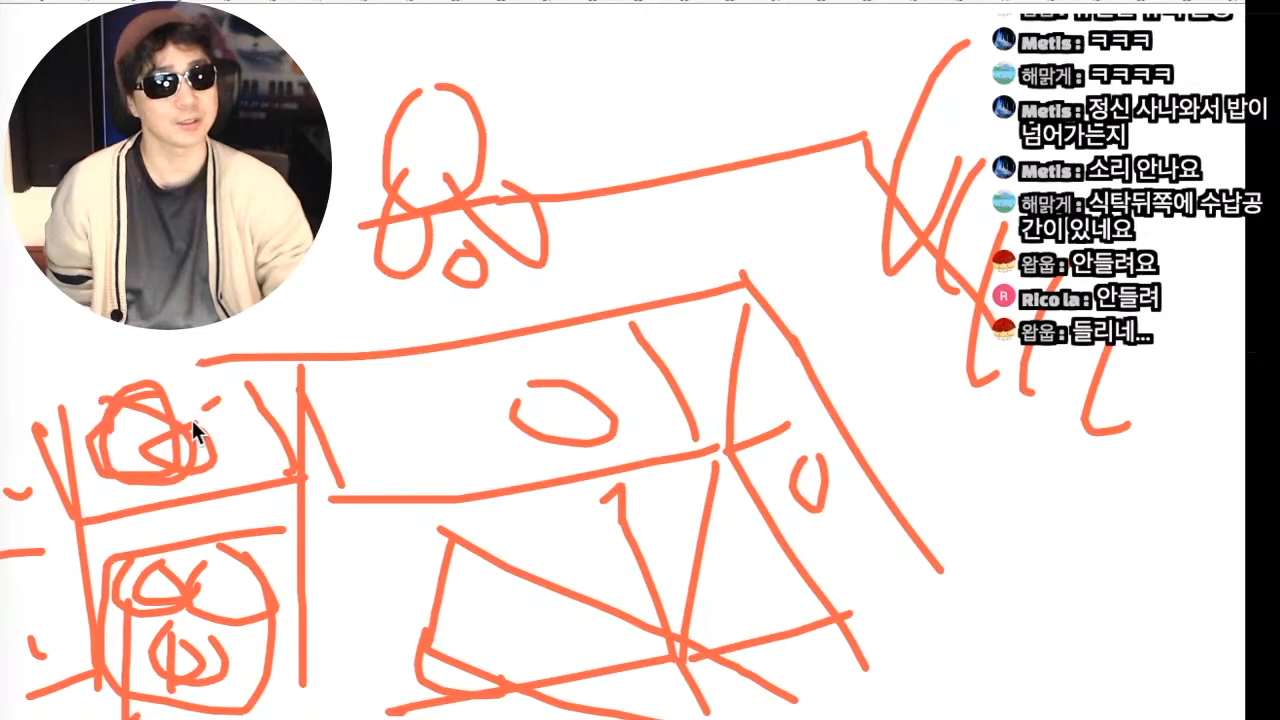 Metis : ㅋㅋㅋ
해맑게 : ㅋㅋㅋㅋ
Metis : 정신 사나와서 밥이
넘어가는지
Metis : 소리 안나요
해맑게 : 식탁뒤쪽에 수납공
간이 있네요
왑웁 : 안들려요
R Rico la : 안들려
왑웁 : 들리네...